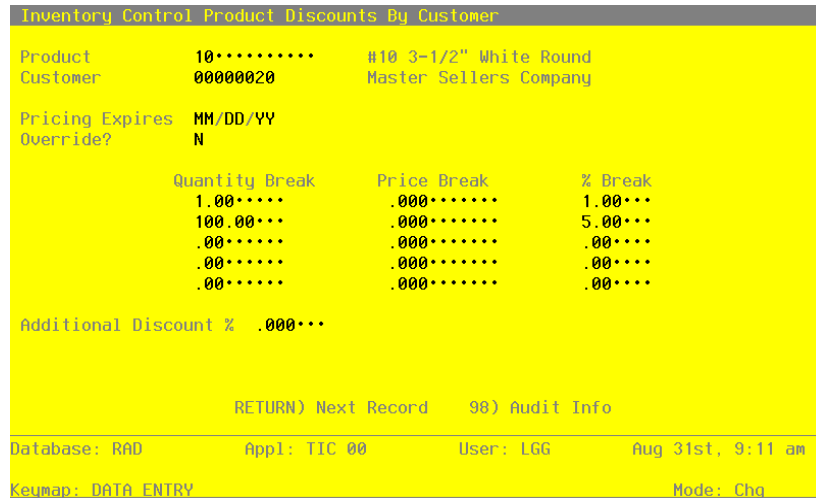 Inventory Control Product Discounts By Customer
Product 10·········· #10 3-1/2" White Round
Customer 00000020 Master Sellers Company
Pricing Expires MM/DD/YY
Override? N
Quantity Break Price Break % Break
1.00····· .000······· 1.00···
100.00··· .000······· 5.00···
.00······ .000······· .00····
.00······ .000······· .00····
.00······ .000······· .00····
Additional Discount % .000···
RETURN) Next Record 98) Audit Info
Database: RAD Appl: TIC 00 User: LGG Aug 31st, 9:11 am
Keymap: DATA ENTRY Mode: Chg